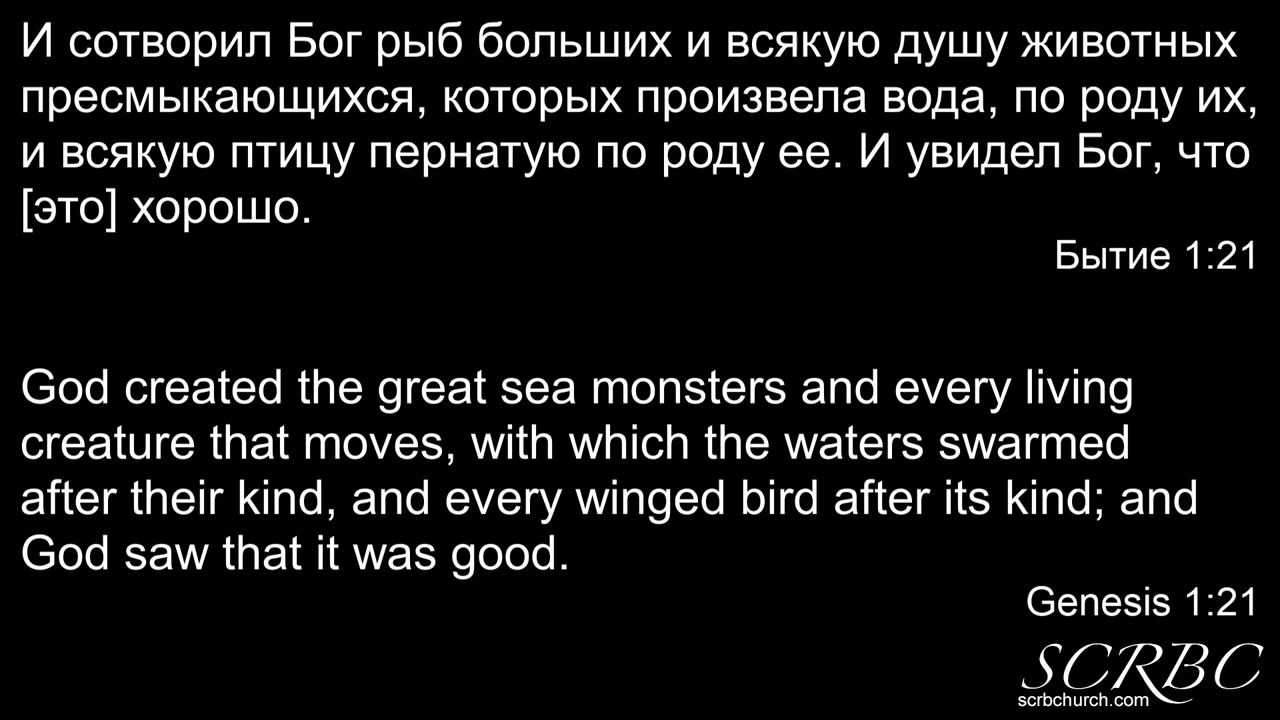 И сотворил Бог рыб больших и всякую душу животных
пресмыкающихся, которых произвела вода, по роду их,
и всякую птицу пернатую по роду ее. И увидел Бог, что
[это] хорошо.
Бытие 1:21
God created the great sea monsters and every living
creature that moves, with which the waters swarmed
after their kind, and every winged bird after its kind; and
God saw that it was good.
Genesis 1:21
SCRBC
scrbchurch.com